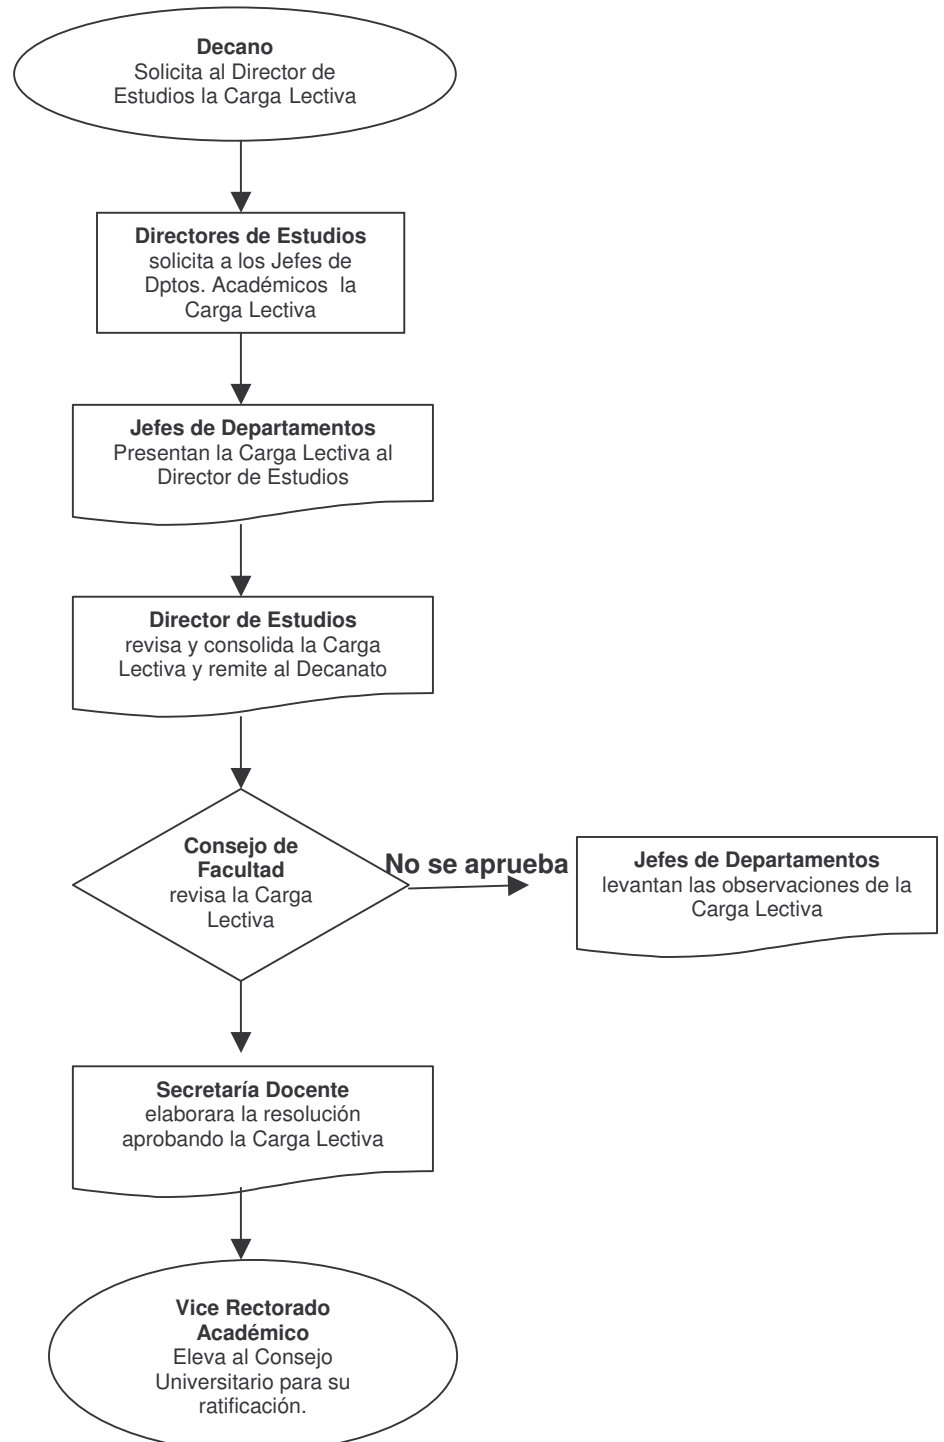 Decano
Solicita al Director de
Estudios la Carga Lectiva
Directores de Estudios
solicita a los Jefes de
Dptos. Académicos la
Carga Lectiva
Jefes de Departamentos
Presentan la Carga Lectiva al
Director de Estudios
Director de Estudios
revisa y consolida la Carga
Lectiva y remite al Decanato
Consejo de
Facultad
revisa la Carga
Lectiva
No se aprueba
Jefes de Departamentos
levantan las observaciones de la
Carga Lectiva
Secretaría Docente
elaborara la resolución
aprobando la Carga Lectiva
Vice Rectorado
Académico
Eleva al Consejo
Universitario para su
ratificación.